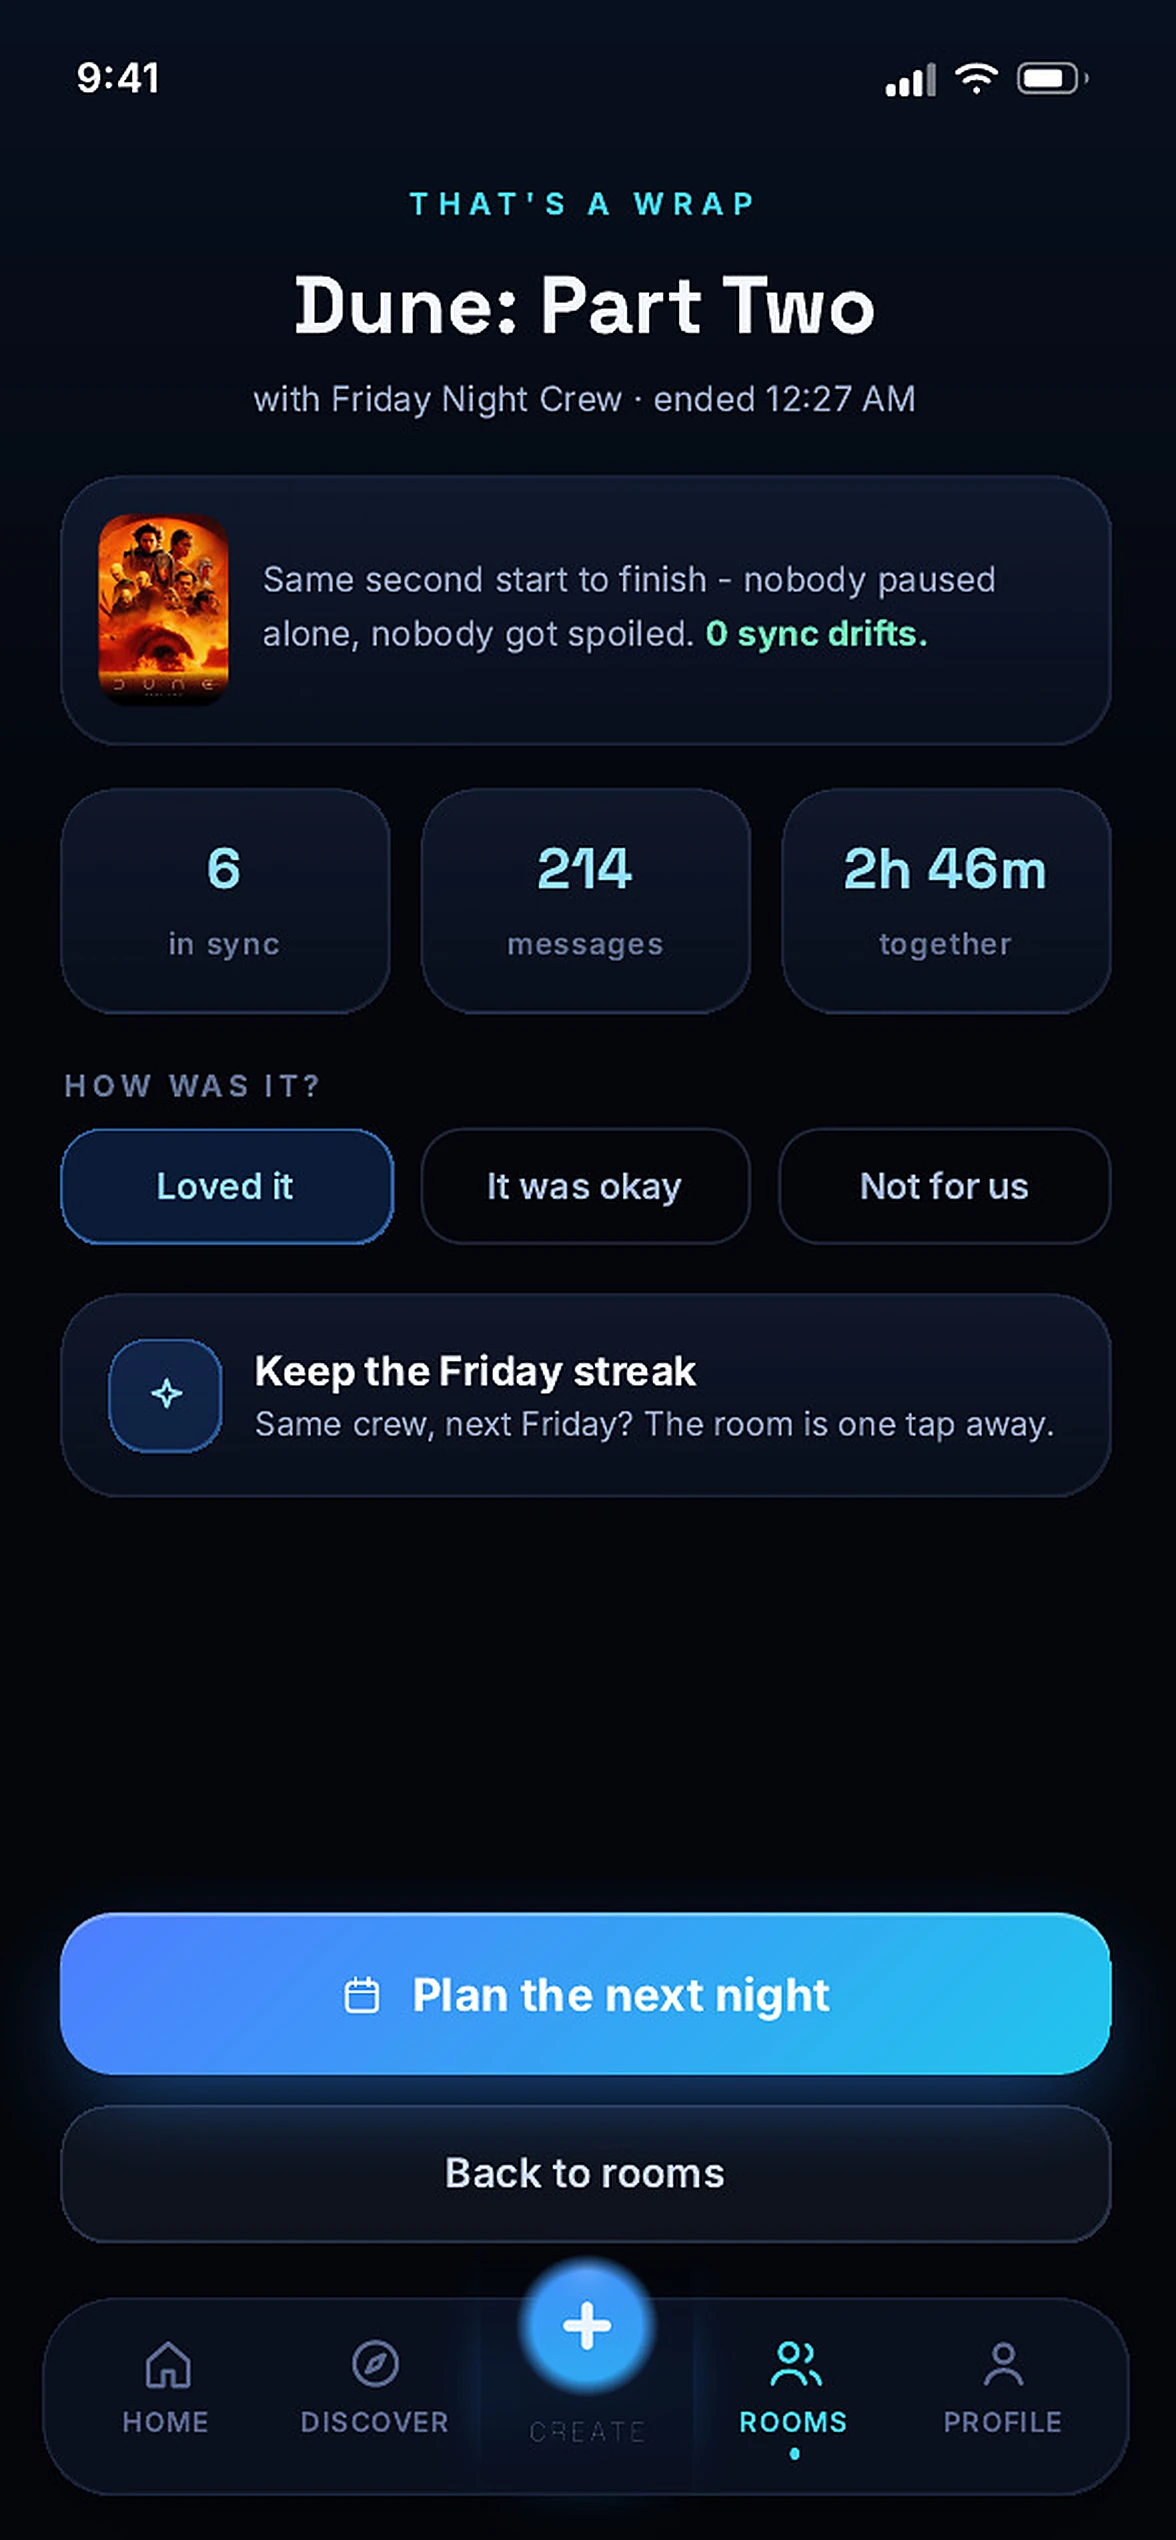 9:41
THAT'S A WRAP
Dune: Part Two
with Friday Night Crew · ended 12:27 AM
DUNE
Same second start to finish - nobody paused
alone, nobody got spoiled. 0 sync drifts.
6
in sync
214
messages
2h 46m
together
HOW WAS IT?
Loved it
It was okay
Not for us
Keep the Friday streak
Same crew, next Friday? The room is one tap away.
Plan the next night
Back to rooms
HOME
DISCOVER
CREATE
ROOMS
PROFILE